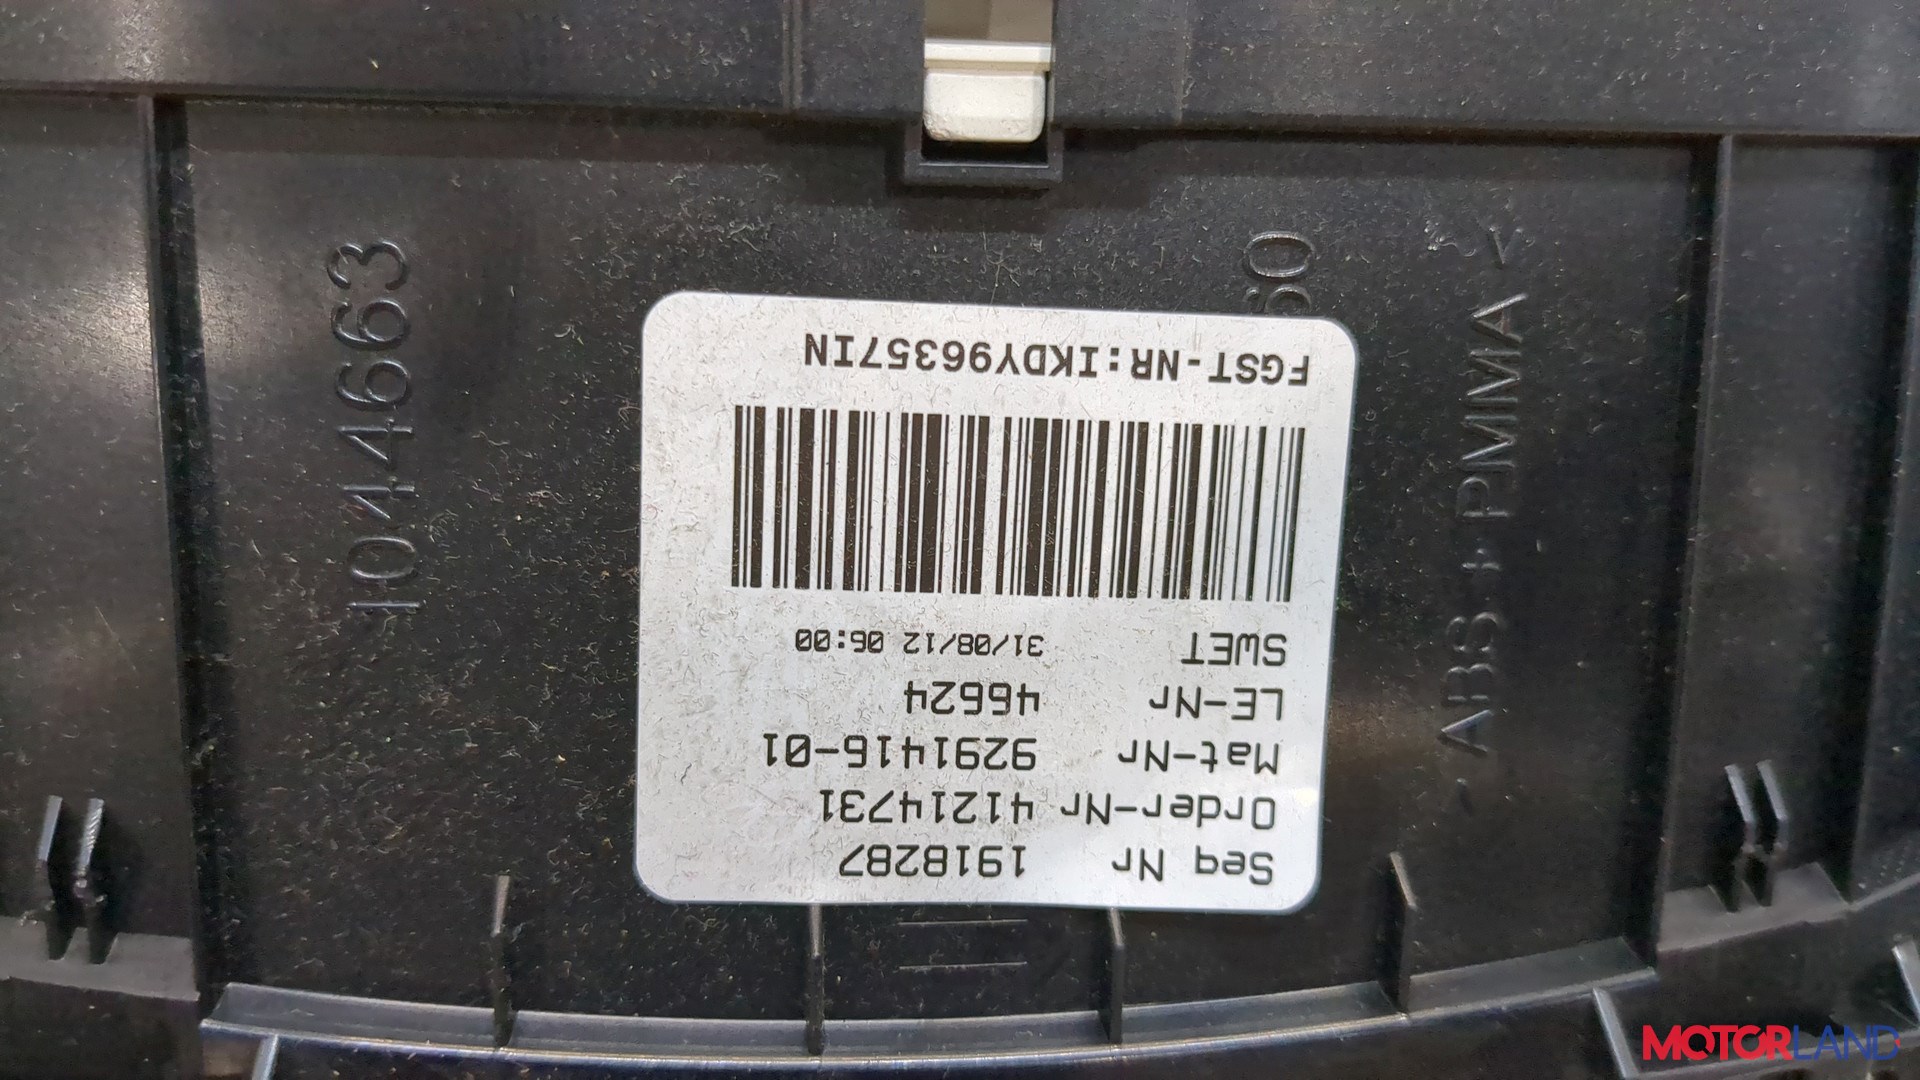 Seq Nr 1918287
Order-Nr 41214731
Mat-Nr 9291416-01
LE-Nr 46624
SWET 31/08/12 06:00
FGST-NR:IKDY96357IN
1044663
60
ABS + PMMA <
MOTORLAND